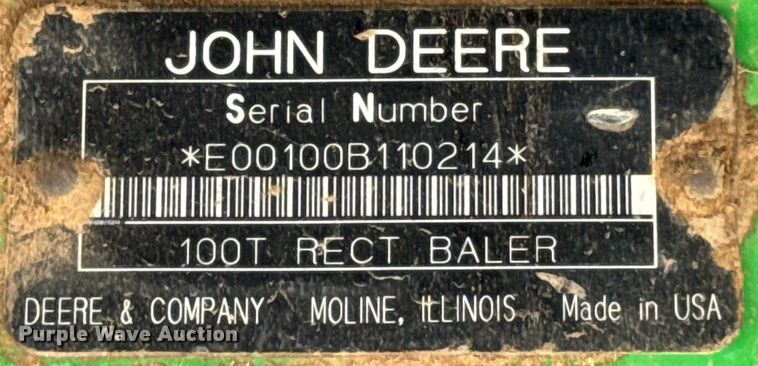 JOHN DEERE
Serial Number
*E00100B110214*
100T RECT BALER
DEERE & COMPANY MOLINE, ILLINOIS Made in USA
Purple Wave Auction